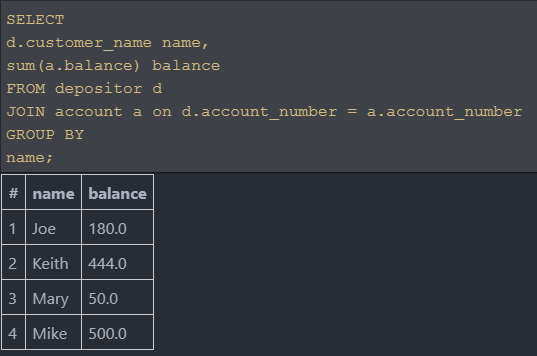 SELECT
d.customer_name name,
sum(a.balance) balance
FROM depositor d
JOIN account a on d.account_number = a.account_number
GROUP BY
name;
# name balance
1 Joe 180.0
2 Keith 444.0
3 Mary 50.0
4 Mike 500.0